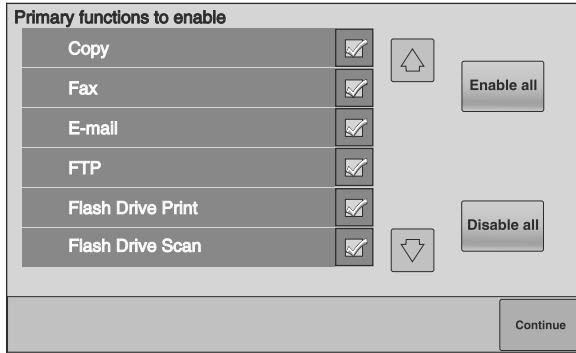 Primary functions to enable
Copy
Fax
E-mail
FTP
Flash Drive Print
Flash Drive Scan
Enable all
Disable all
Continue